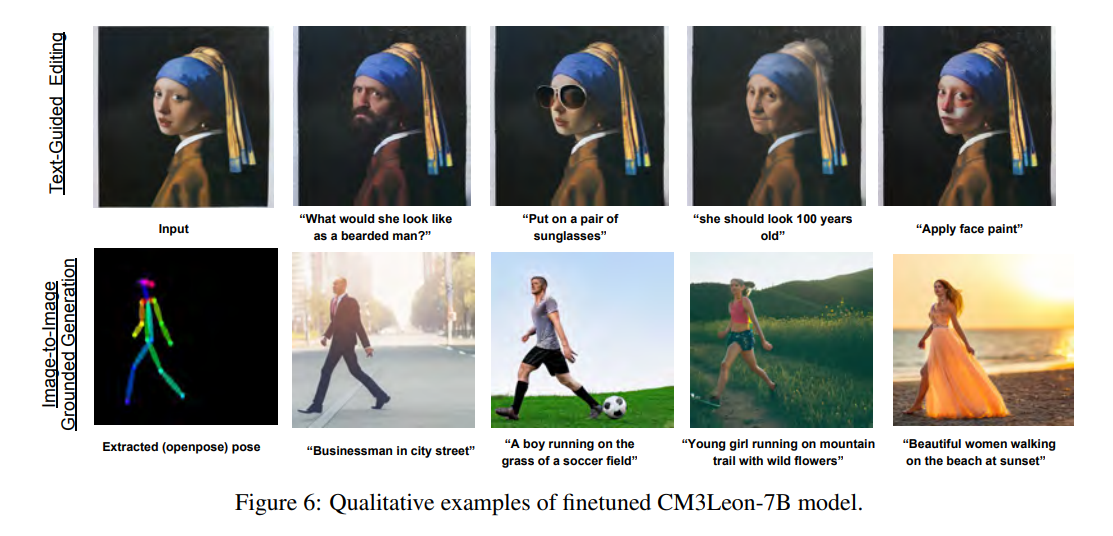 Text-Guided Editing
Input
“What would she look like
as a bearded man?”
“Put on a pair of
sunglasses”
“she should look 100 years
old”
“Apply face paint”
Image-to-Image
Grounded Generation
Extracted (openpose) pose
“Businessman in city street”
“A boy running on the
grass of a soccer field”
“Young girl running on mountain
trail with wild flowers”
“Beautiful women walking
on the beach at sunset”
Figure 6: Qualitative examples of finetuned CM3Leon-7B model.